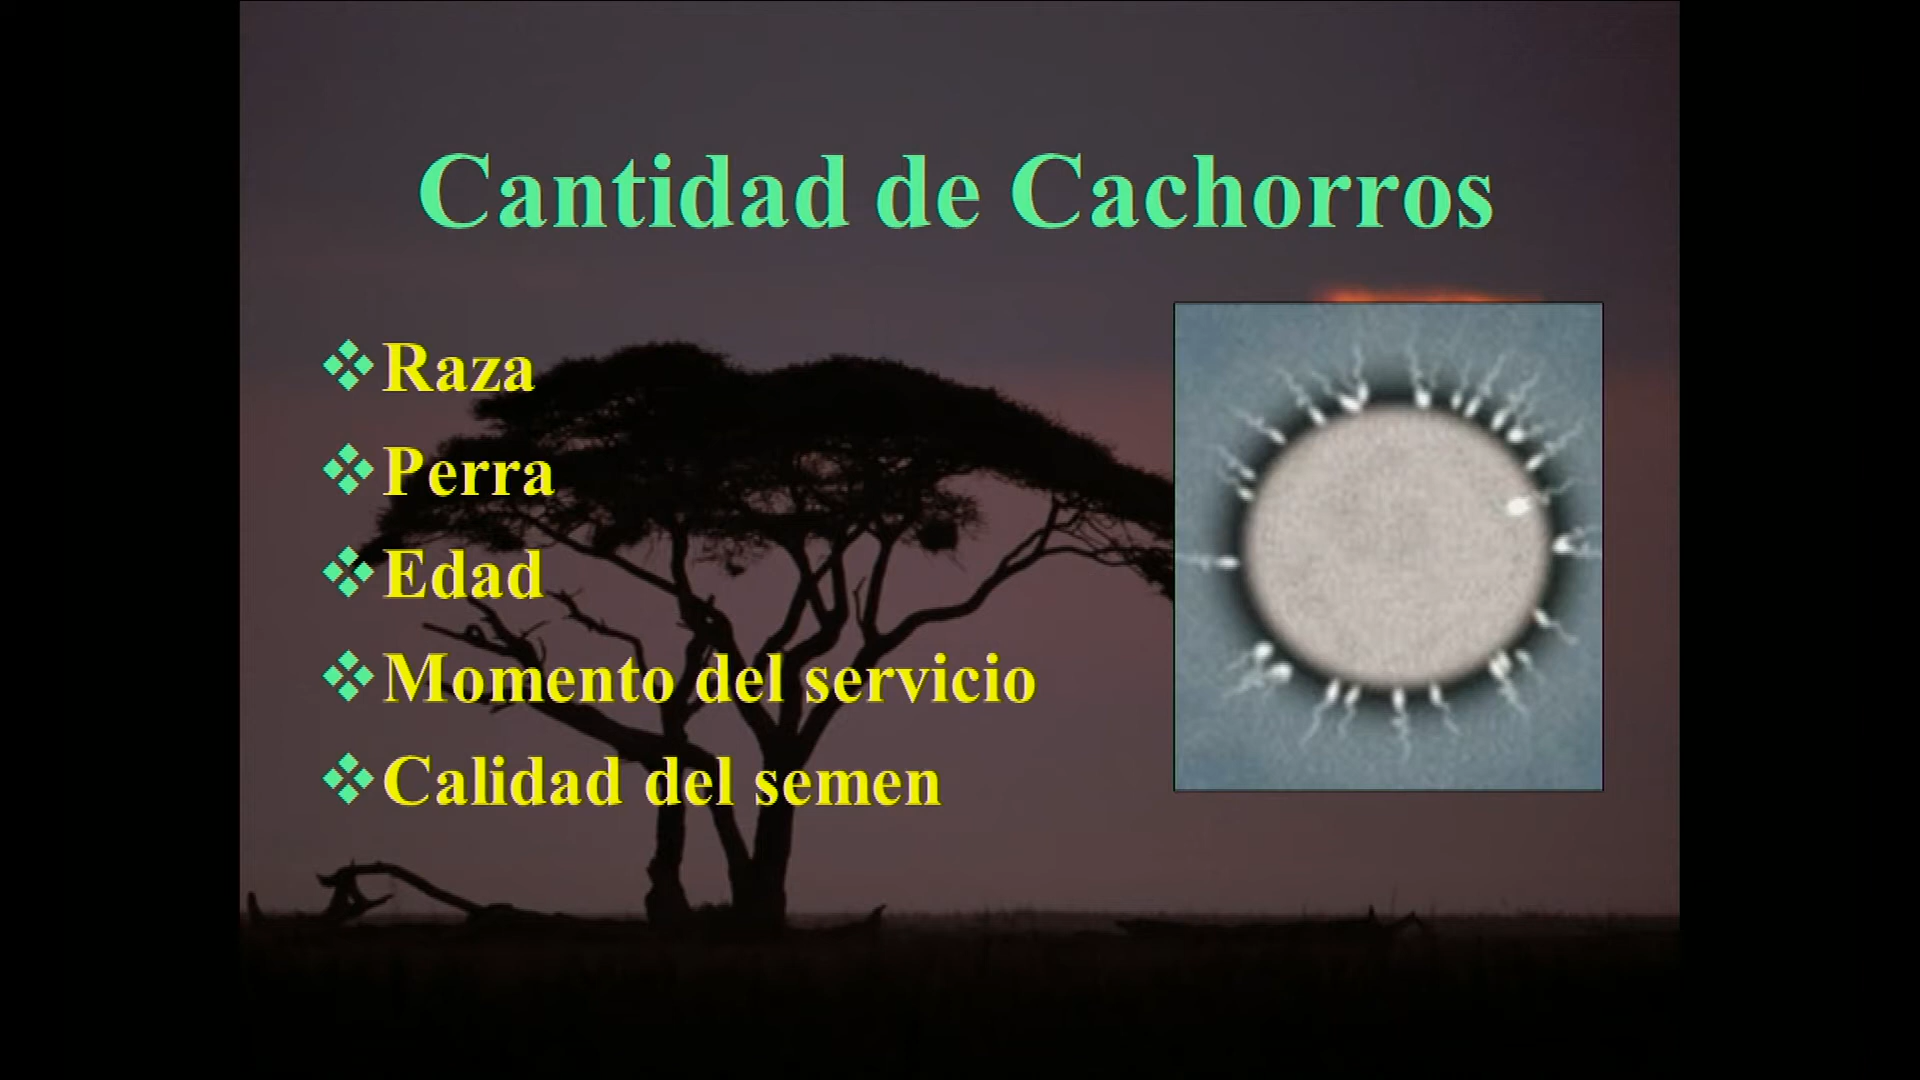 Cantidad de Cachorros
Raza
Perra
Edad
Momento del servicio
Calidad del semen